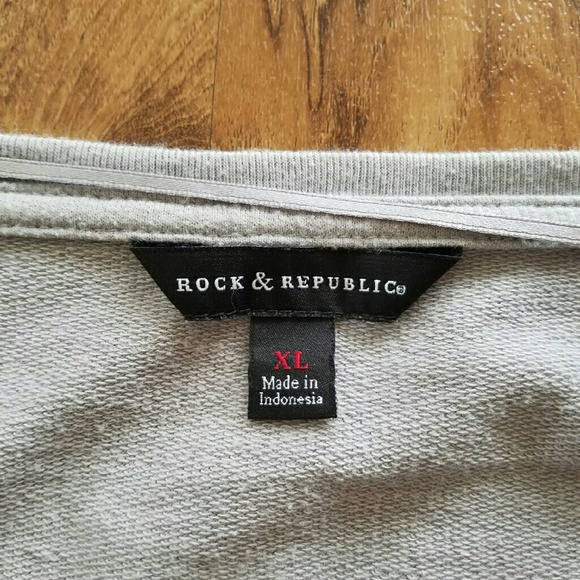 ROCK & REPUBLIC®
XL
Made in
Indonesia